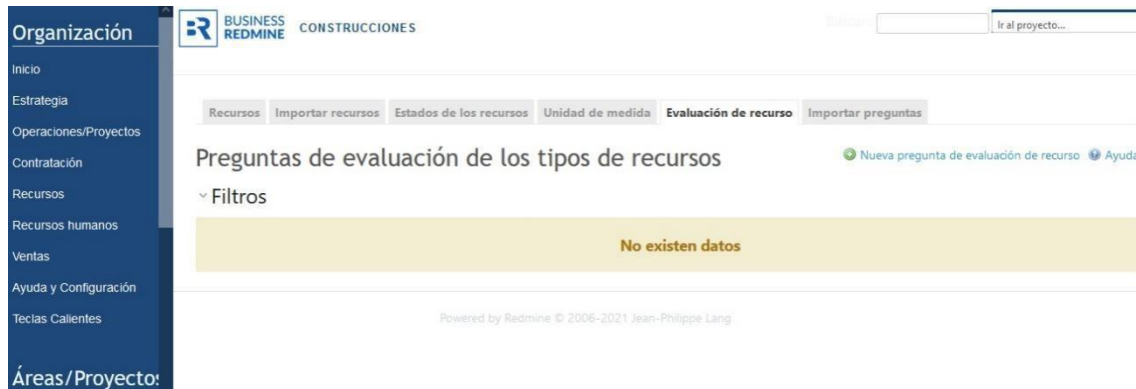 Organización
Inicio
Estrategia
Operaciones/Proyectos
Contratación
Recursos
Recursos humanos
Ventas
Ayuda y Configuración
Teclas Calientes
Áreas/Proyectos
BUSINESS
REDMINE
CONSTRUCCIONES
Ir al proyecto...
Recursos Importar recursos Estados de los recursos Unidad de medida Evaluación de recurso Importar preguntas
Preguntas de evaluación de los tipos de recursos
Nueva pregunta de evaluación de recurso Ayuda
Filtros
No existen datos
Powered by Redmine © 2006-2021 Jean-Philippe Lang